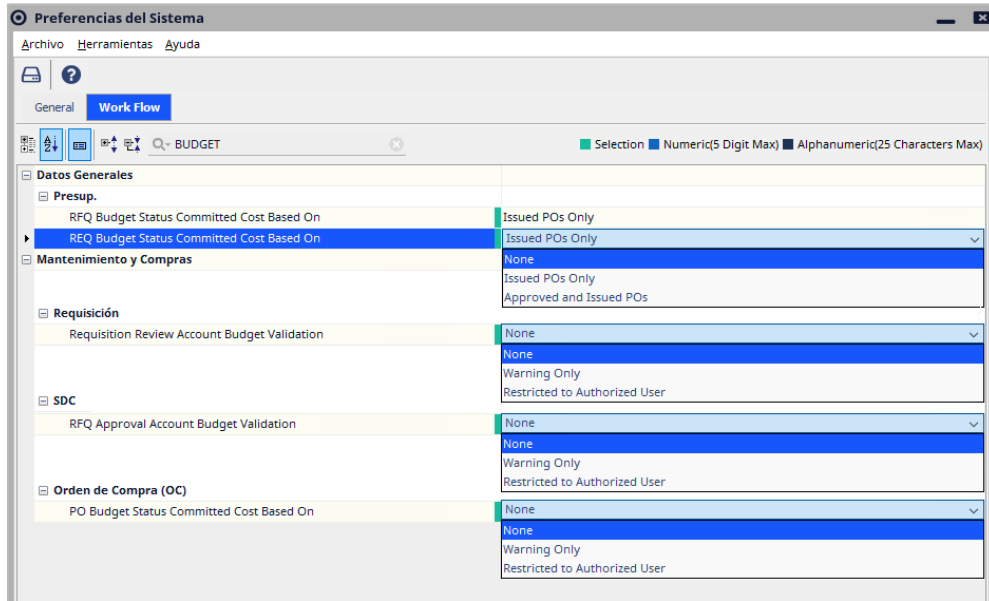 Preferencias del Sistema
Archivo Herramientas Ayuda
General Work Flow
BUDGET Selection Numeric(5 Digit Max) Alphanumeric(25 Characters Max)
Datos Generales
Presup.
RFQ Budget Status Committed Cost Based On Issued POs Only
REQ Budget Status Committed Cost Based On Issued POs Only
Mantenimiento y Compras None
Issued POs Only
Approved and Issued POs
Requisición
Requisition Review Account Budget Validation None
None
Warning Only
Restricted to Authorized User
SDC
RFQ Approval Account Budget Validation None
None
Warning Only
Restricted to Authorized User
Orden de Compra (OC)
PO Budget Status Committed Cost Based On None
None
Warning Only
Restricted to Authorized User